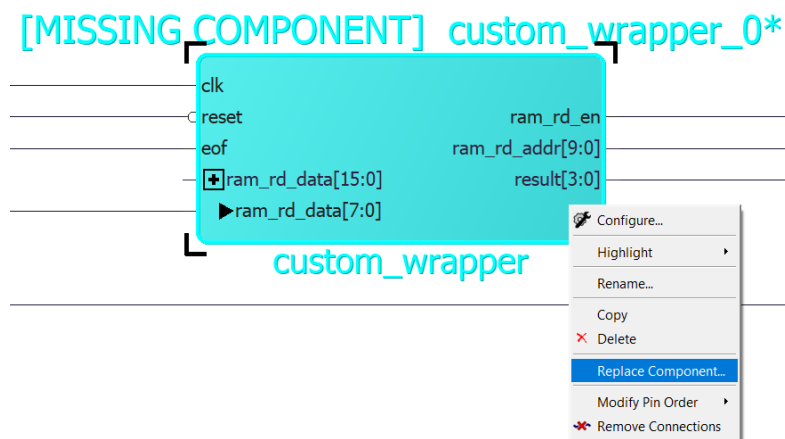 [MISSING COMPONENT] custom_wrapper_0*
clk
reset
ram_rd_en
eof
ram_rd_addr[9:0]
ram_rd_data[15:0]
result[3:0]
ram_rd_data[7:0]
custom_wrapper
Configure...
Highlight
Rename...
Copy
Delete
Replace Component...
Modify Pin Order
Remove Connections